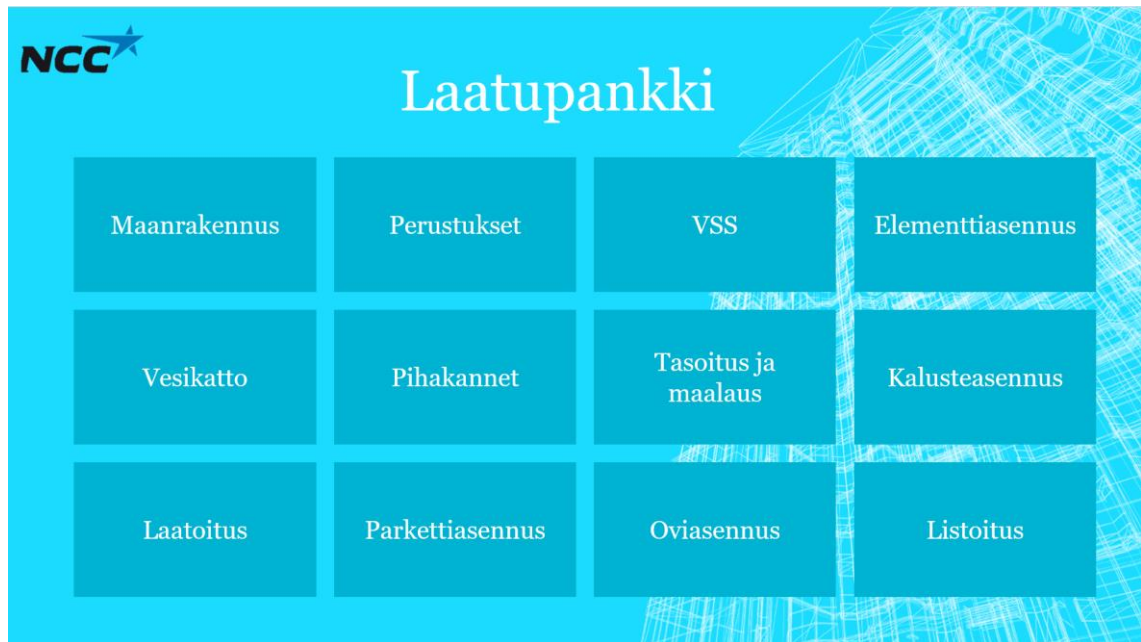 NCC
Laatupankki
Maanrakennus
Perustukset
VSS
Elementtiasennus
Vesikatto
Pihakannet
Tasoitus ja
maalaus
Kalusteasennus
Laatoitus
Parkettiasennus
Oviasennus
Listoitus